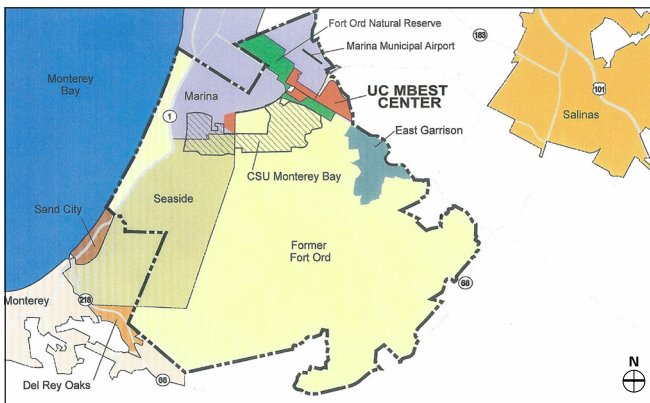 Fort Ord Natural Reserve
183
Marina Municipal Airport
Monterey
Bay
UC MBEST
CENTER
101
Marina
1
Salinas
East Garrison
CSU Monterey Bay
Seaside
Sand City
Former
Fort Ord
68
Monterey
218
N
Del Rey Oaks
68